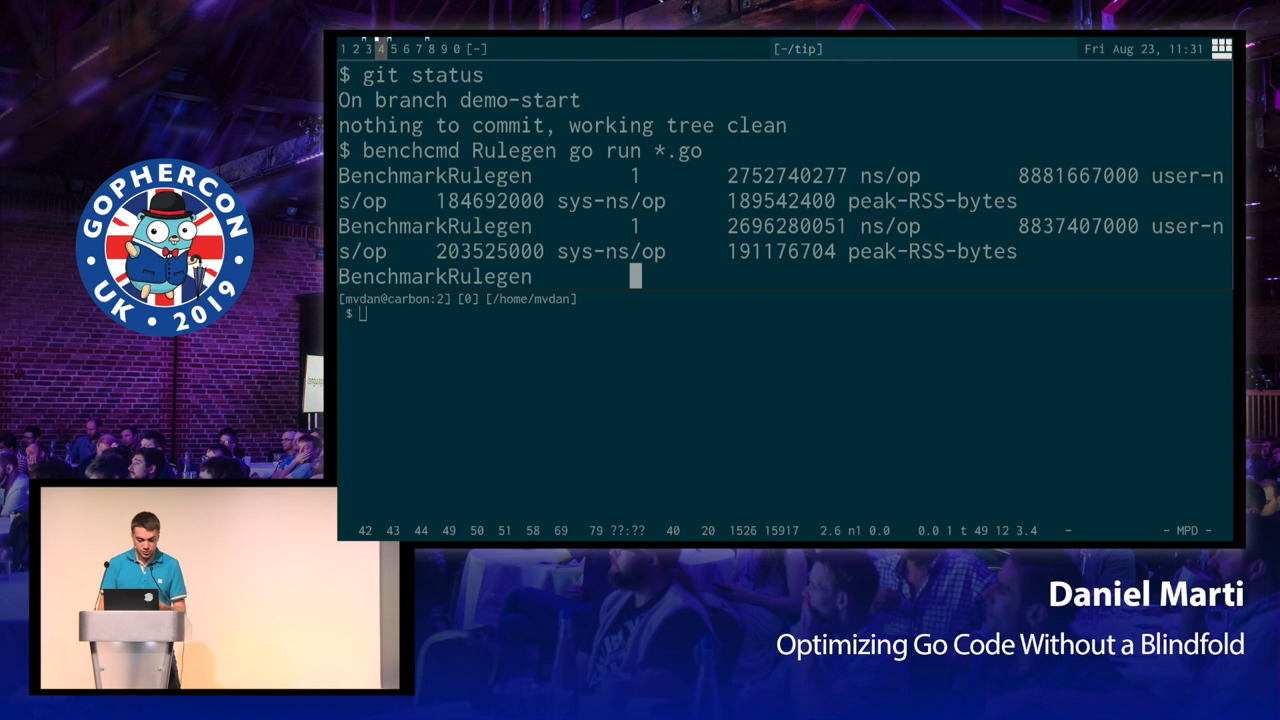 1 2 3 4 5 6 7 8 9 0 [-] [~/tip] Fri Aug 23, 11:31
$ git status
On branch demo-start
nothing to commit, working tree clean
$ benchcmd Rulegen go run *.go
BenchmarkRulegen 1 2752740277 ns/op 8881667000 user-n
s/op 184692000 sys-ns/op 189542400 peak-RSS-bytes
BenchmarkRulegen 1 2696280051 ns/op 8837407000 user-n
s/op 203525000 sys-ns/op 191176704 peak-RSS-bytes
BenchmarkRulegen
[mvdan@carbon:2] [0] [/home/mvdan]
$
42 43 44 49 50 51 58 69 79 ??:?? 40 20 1526 15917 2.6 n1 0.0 0.0 1 t 49 12 3.4 - - MPD -
GOPHERCON
UK • 2019
Daniel Marti
Optimizing Go Code Without a Blindfold